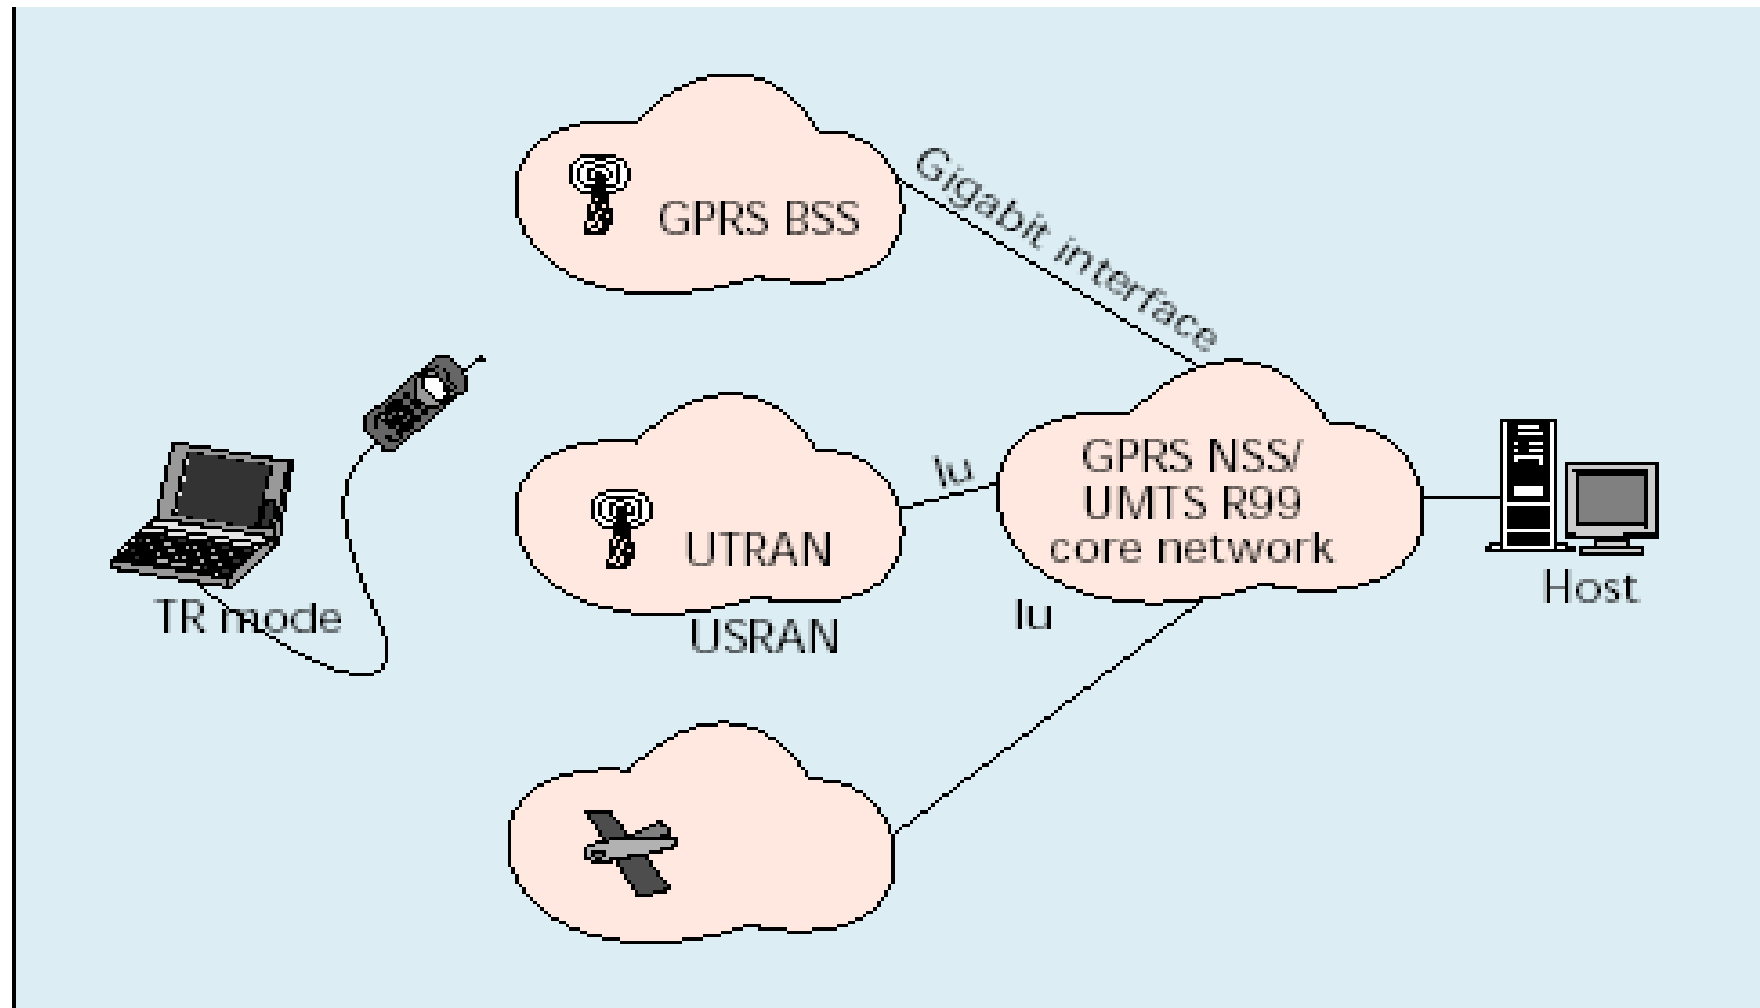 GPRS BSS
Gigabit interface
UTRAN
Iu
GPRS NSS/
UMTS R99
core network
Host
TR mode
USRAN
Iu